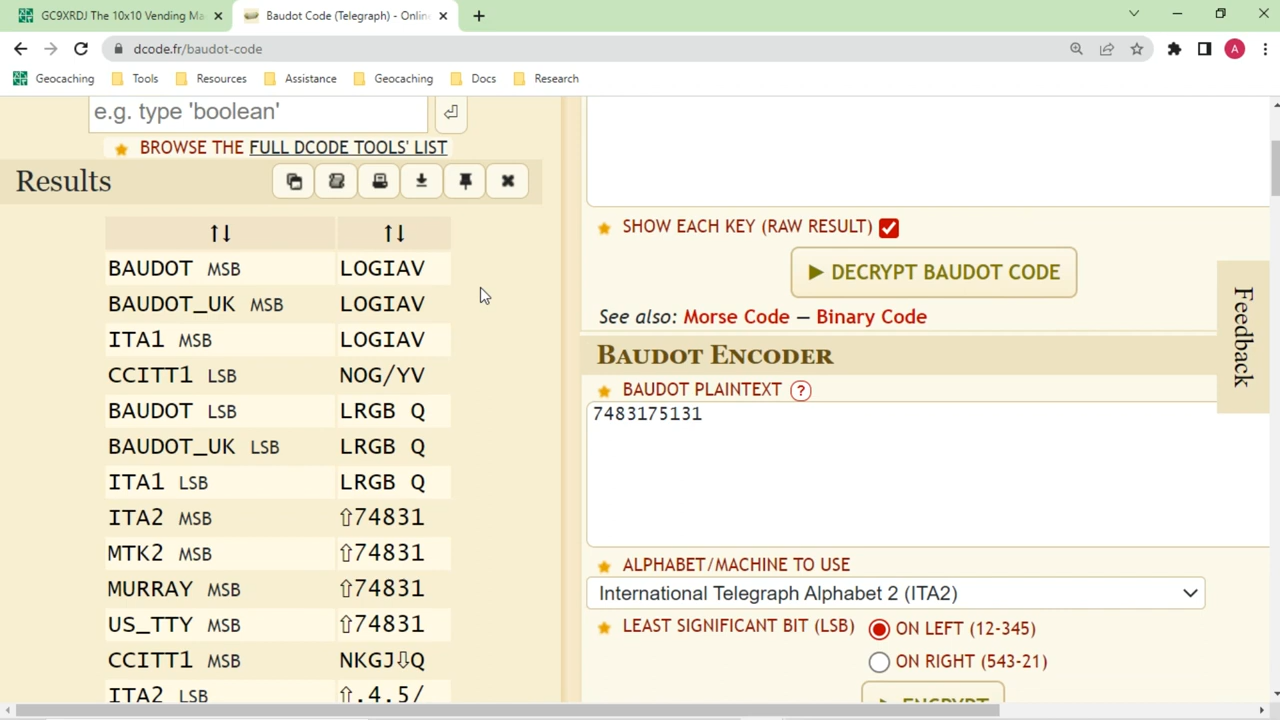 GC9XRDJ The 10x10 Vending Ma
Baudot Code (Telegraph) - Online
dcode.fr/baudot-code
A
Geocaching
Tools
Resources
Assistance
Geocaching
Docs
Research
e.g. type 'boolean'
BROWSE THE FULL DCODE TOOLS' LIST
Results
↑↓ ↑↓
BAUDOT MSB LOGIAV
BAUDOT_UK MSB LOGIAV
ITA1 MSB LOGIAV
CCITT1 LSB NOG/YV
BAUDOT LSB LRGB Q
BAUDOT_UK LSB LRGB Q
ITA1 LSB LRGB Q
ITA2 MSB ⇧74831
MTK2 MSB ⇧74831
MURRAY MSB ⇧74831
US_TTY MSB ⇧74831
CCITT1 MSB NKGJ⇩Q
ITA2 LSB ⇧.4.5/
SHOW EACH KEY (RAW RESULT)
▶ DECRYPT BAUDOT CODE
See also: Morse Code — Binary Code
BAUDOT ENCODER
BAUDOT PLAINTEXT ?
7483175131
ALPHABET/MACHINE TO USE
International Telegraph Alphabet 2 (ITA2)
LEAST SIGNIFICANT BIT (LSB)
ON LEFT (12-345)
ON RIGHT (543-21)
▶ ENCRYPT
Feedback